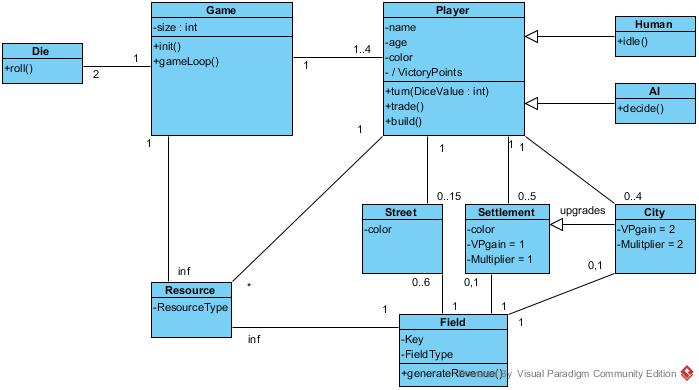 Game
-size : int
+init()
+gameLoop()
Player
-name
-age
-color
- / VictoryPoints
+turn(DiceValue : int)
+trade()
+build()
Human
+idle()
AI
+decide()
Die
+roll()
2
1
1
1..4
1
1
1
1
1
0..15
0..5
0..4
Street
-color
Settlement
-color
-VPgain = 1
-Multiplier = 1
upgrades
City
-VPgain = 2
-Mulitplier = 2
inf
*
0..6
0,1
0,1
Resource
-ResourceType
inf
1
1
1
1
Field
-Key
-FieldType
+generateResource()
By Visual Paradigm Community Edition